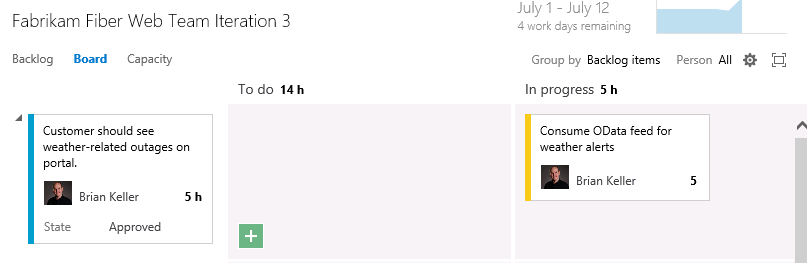 Fabrikam Fiber Web Team Iteration 3
July 1 - July 12
4 work days remaining
Backlog Board Capacity
Group by Backlog items Person All
To do 14 h
In progress 5 h
Customer should see
weather-related outages on
portal.
Brian Keller 5 h
State Approved
Consume OData feed for
weather alerts
Brian Keller 5